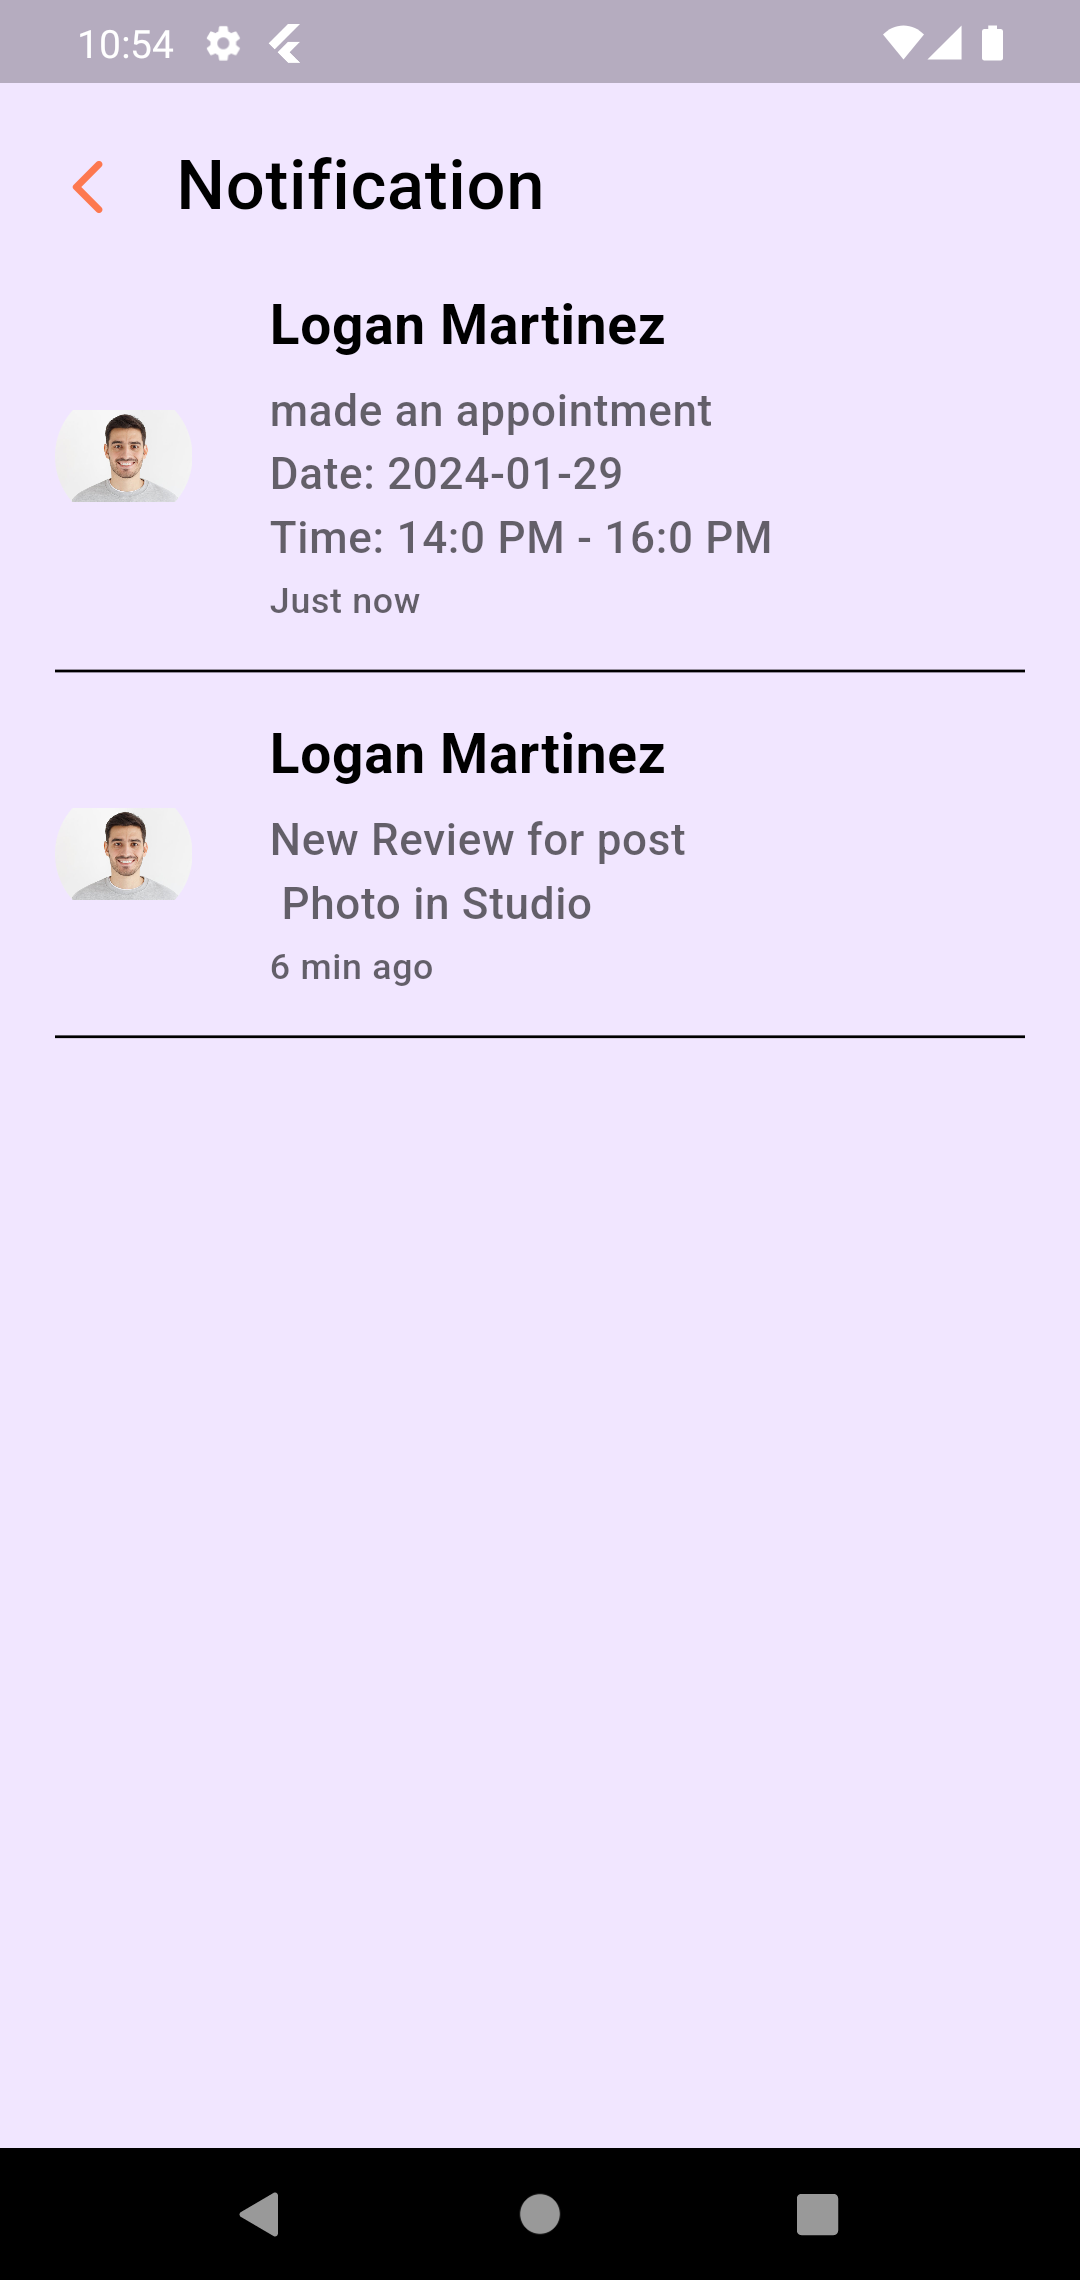 10:54
Notification
Logan Martinez
made an appointment
Date: 2024-01-29
Time: 14:0 PM - 16:0 PM
Just now
Logan Martinez
New Review for post
Photo in Studio
6 min ago